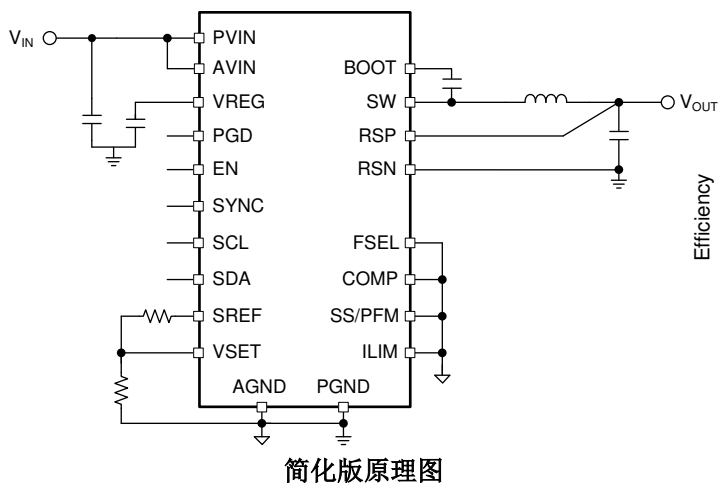 VIN
PVIN
AVIN
VREG
PGD
EN
SYNC
SCL
SDA
SREF
VSET
AGND
PGND
BOOT
SW
RSP
RSN
FSEL
COMP
SS/PFM
ILIM
VOUT
Efficiency
简化版原理图